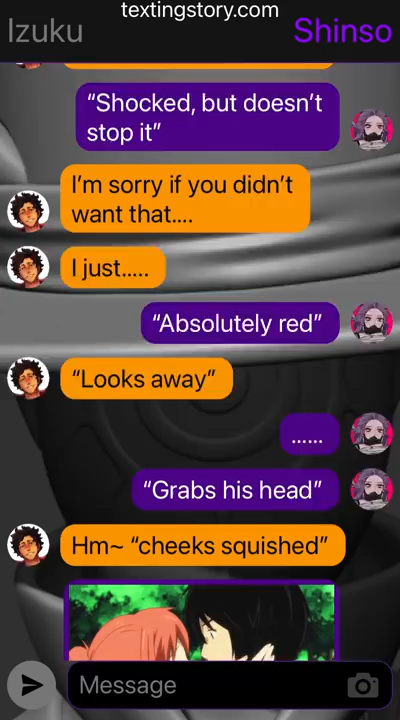 textingstory.com
Izuku
Shinso
“Shocked, but doesn’t
stop it”
I’m sorry if you didn’t
want that....
I just.....
“Absolutely red”
“Looks away”
......
“Grabs his head”
Hm~ “cheeks squished”
Message